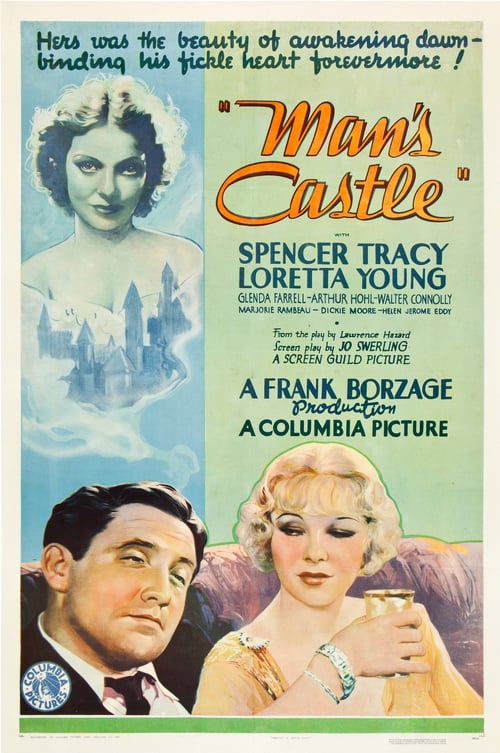 Hers was the beauty of awakening dawn-
binding his fickle heart forevermore!
"Man's
Castle"
WITH
SPENCER TRACY
LORETTA YOUNG
GLENDA FARRELL-ARTHUR HOHL-WALTER CONNOLLY
MARJORIE RAMBEAU - DICKIE MOORE - HELEN JEROME EDDY
From the play by Lawrence Hazard
Screen play by JO SWERLING
A SCREEN GUILD PICTURE
A FRANK BORZAGE
Production
A COLUMBIA PICTURE
COLUMBIA
PICTURES